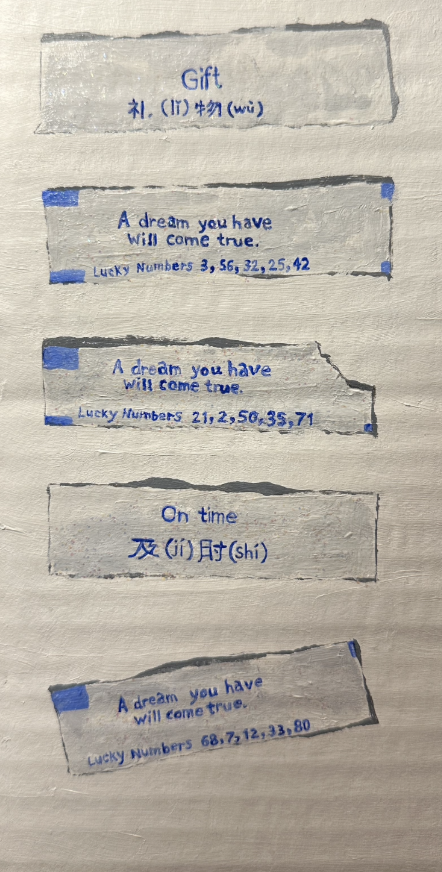 Gift
礼. (lǐ) 物 (wù)
A dream you have
will come true.
Lucky Numbers 3, 56, 32, 25, 42
A dream you have
will come true.
Lucky Numbers 21, 2, 50, 35, 71
On time
及 (jí) 时 (shí)
A dream you have
will come true.
Lucky Numbers 68, 7, 12, 33, 80